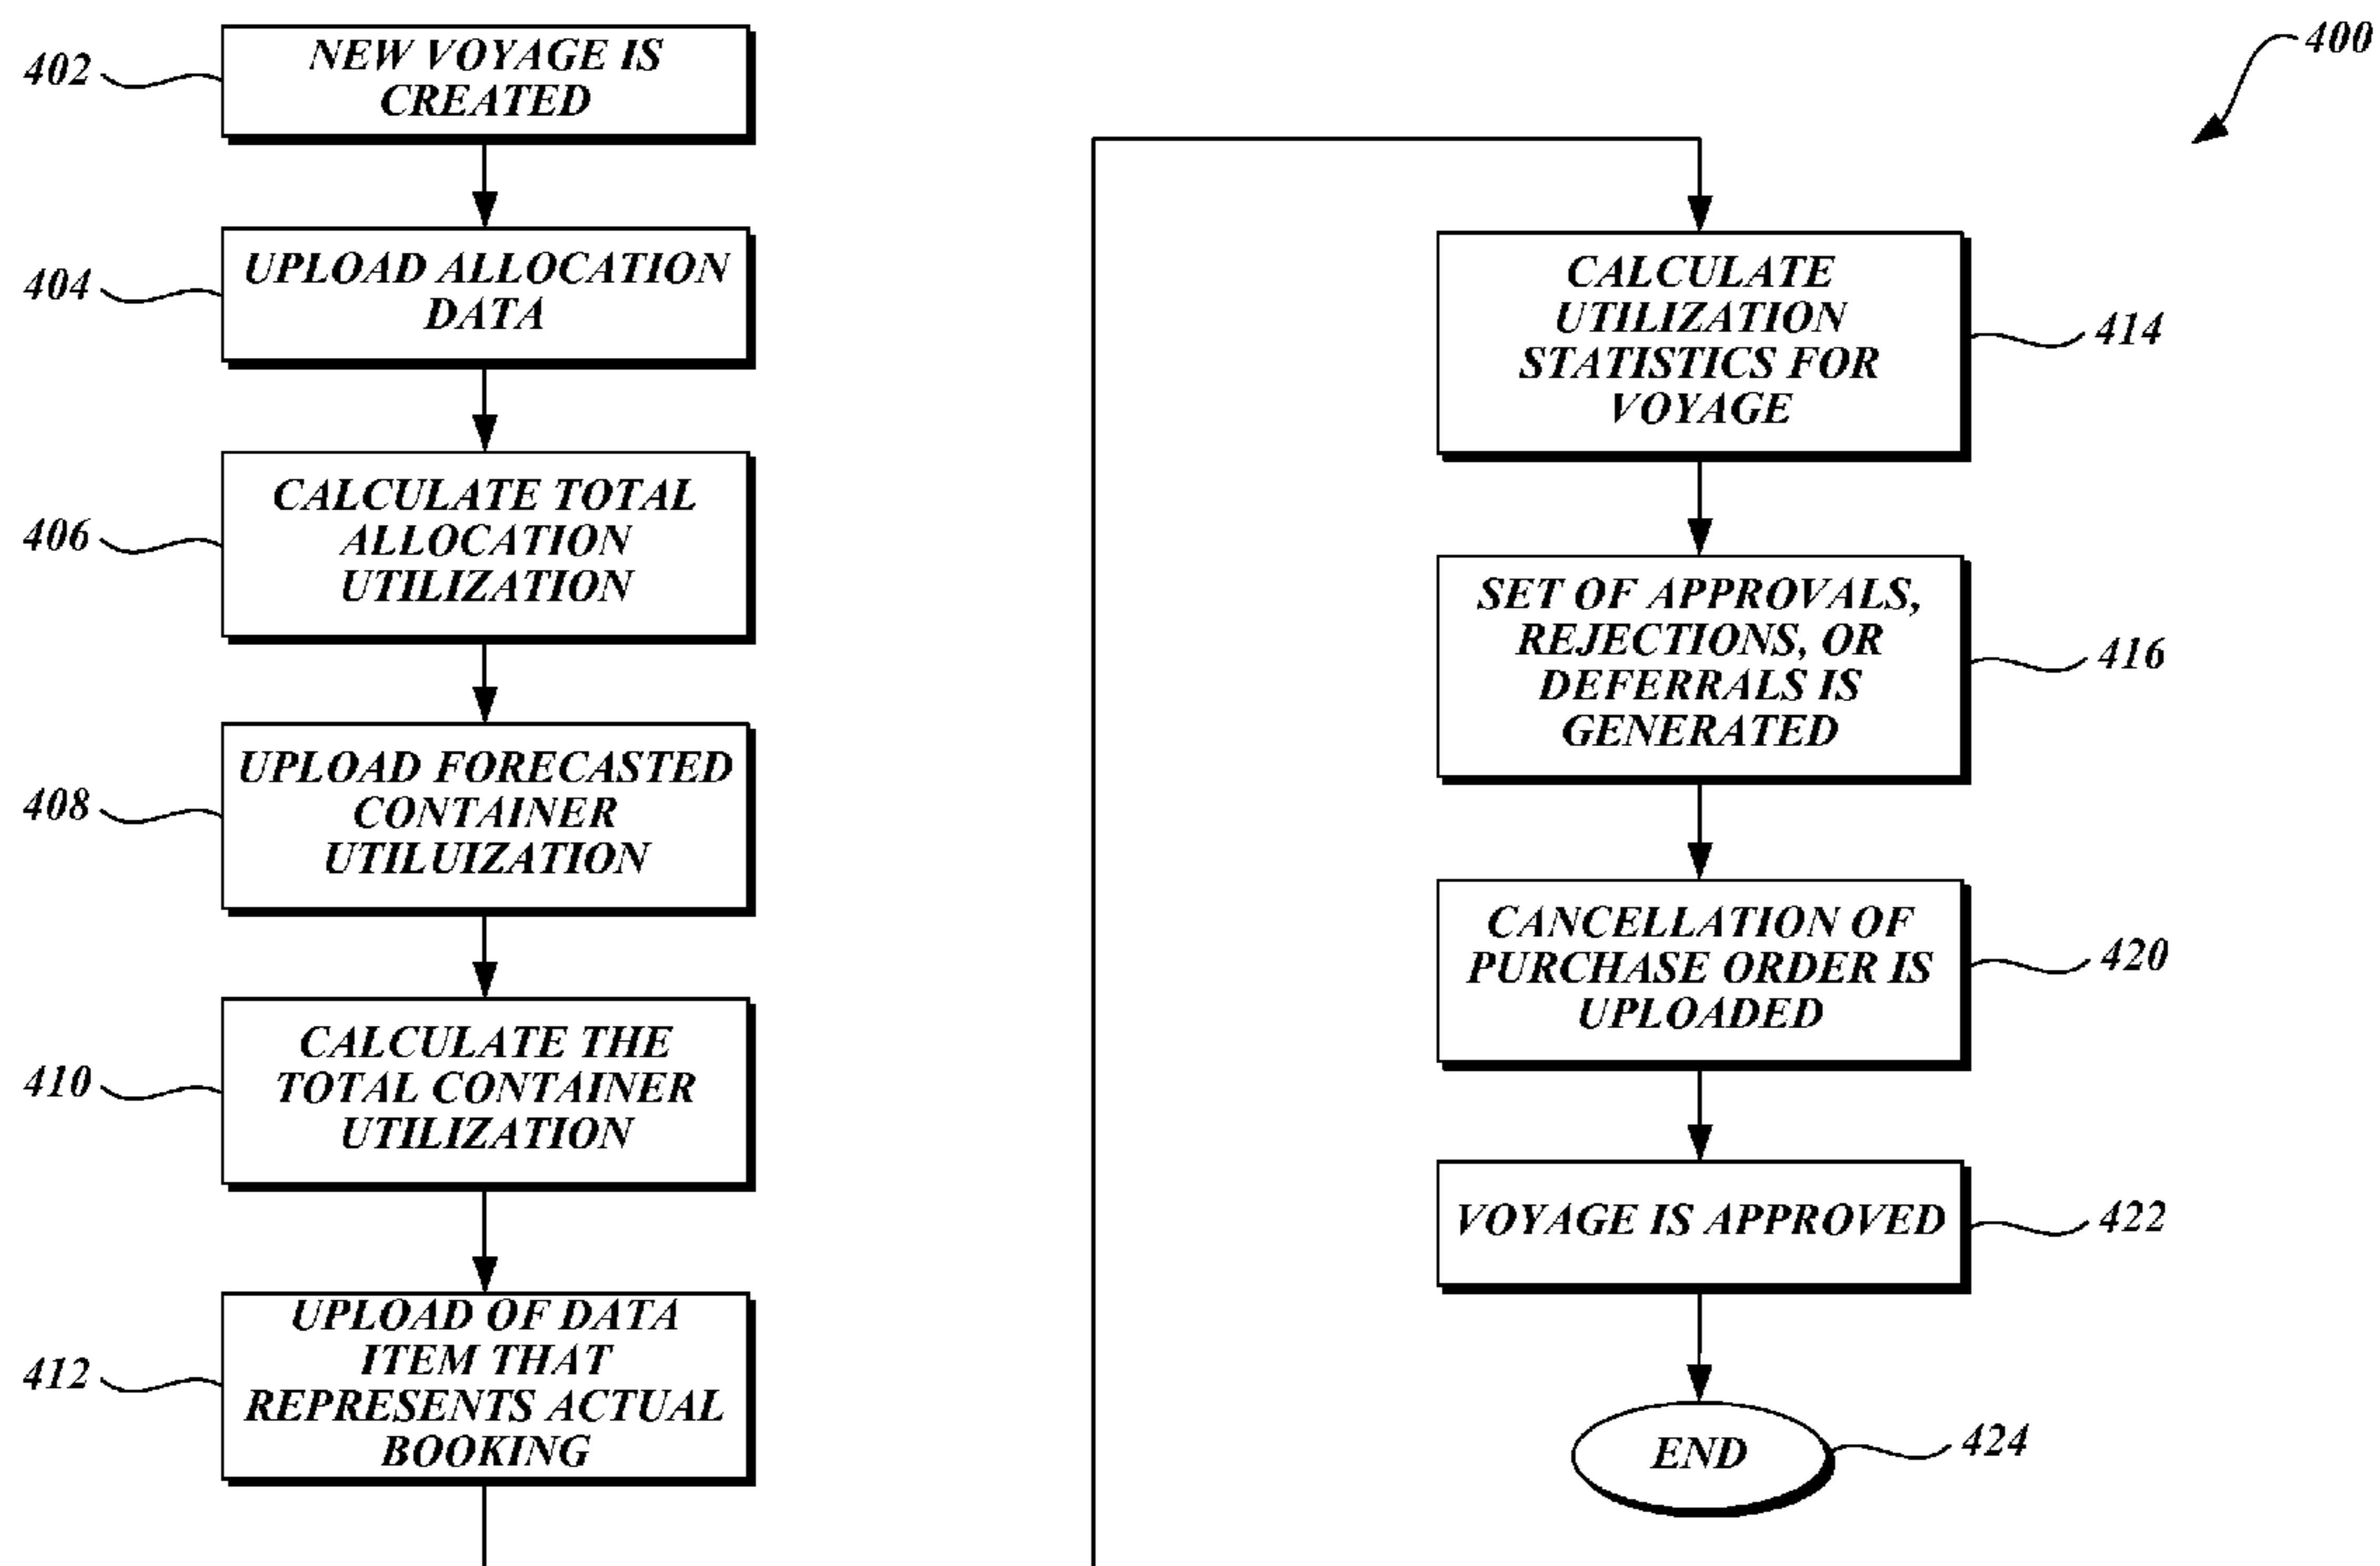 402
NEW VOYAGE IS
CREATED
404
UPLOAD ALLOCATION
DATA
406
CALCULATE TOTAL
ALLOCATION
UTILIZATION
408
UPLOAD FORECASTED
CONTAINER
UTILUIZATION
410
CALCULATE THE
TOTAL CONTAINER
UTILIZATION
412
UPLOAD OF DATA
ITEM THAT
REPRESENTS ACTUAL
BOOKING
400
CALCULATE
UTILIZATION
STATISTICS FOR
VOYAGE
414
SET OF APPROVALS,
REJECTIONS, OR
DEFERRALS IS
GENERATED
416
CANCELLATION OF
PURCHASE ORDER IS
UPLOADED
420
VOYAGE IS APPROVED
422
END
424